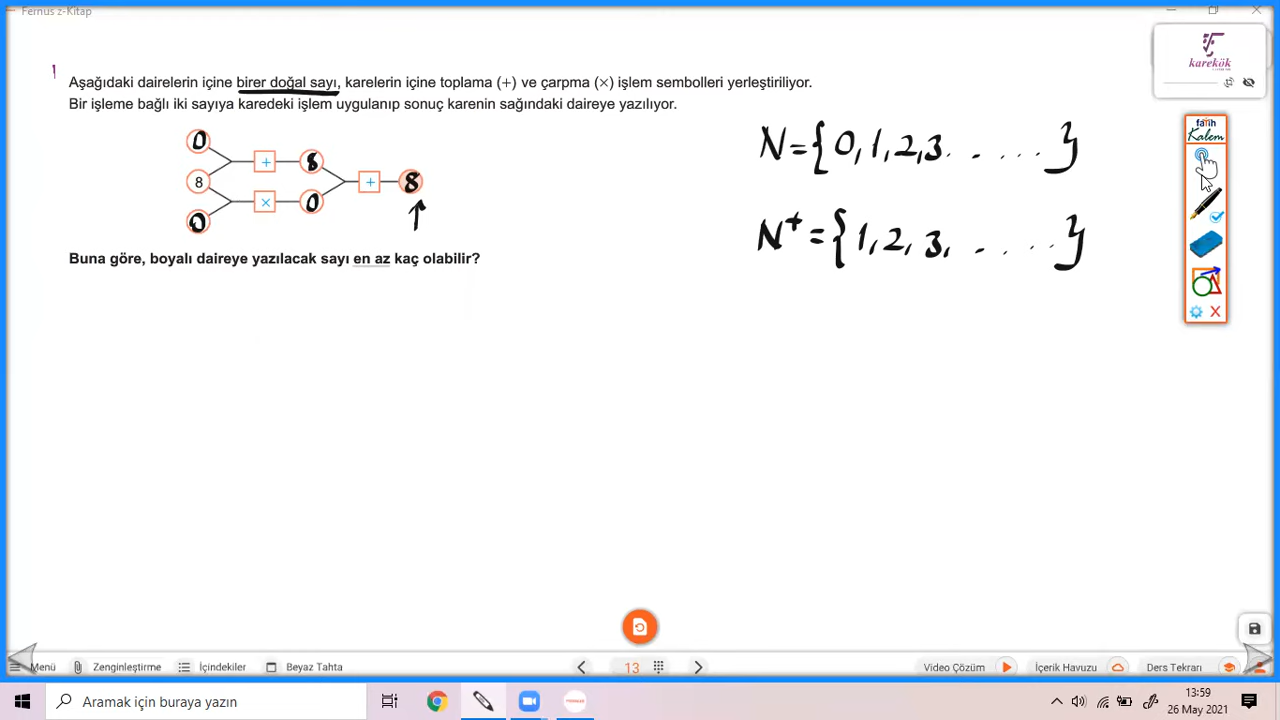 Fernus z-Kitap
karekök
1
Aşağıdaki dairelerin içine birer doğal sayı, karelerin içine toplama (+) ve çarpma (×) işlem sembolleri yerleştiriliyor.
Bir işleme bağlı iki sayıya karedeki işlem uygulanıp sonuç karenin sağındaki daireye yazılıyor.
0
+ 8
8 + 8
× 0
0
Buna göre, boyalı daireye yazılacak sayı en az kaç olabilir?
N={0,1,2,3.......}
N⁺={1,2,3,.....}
fatih
Kalem
Menü Zenginleştirme İçindekiler Beyaz Tahta 13 Video Çözüm İçerik Havuzu Ders Tekrarı
Aramak için buraya yazın
13:59
26 May 2021